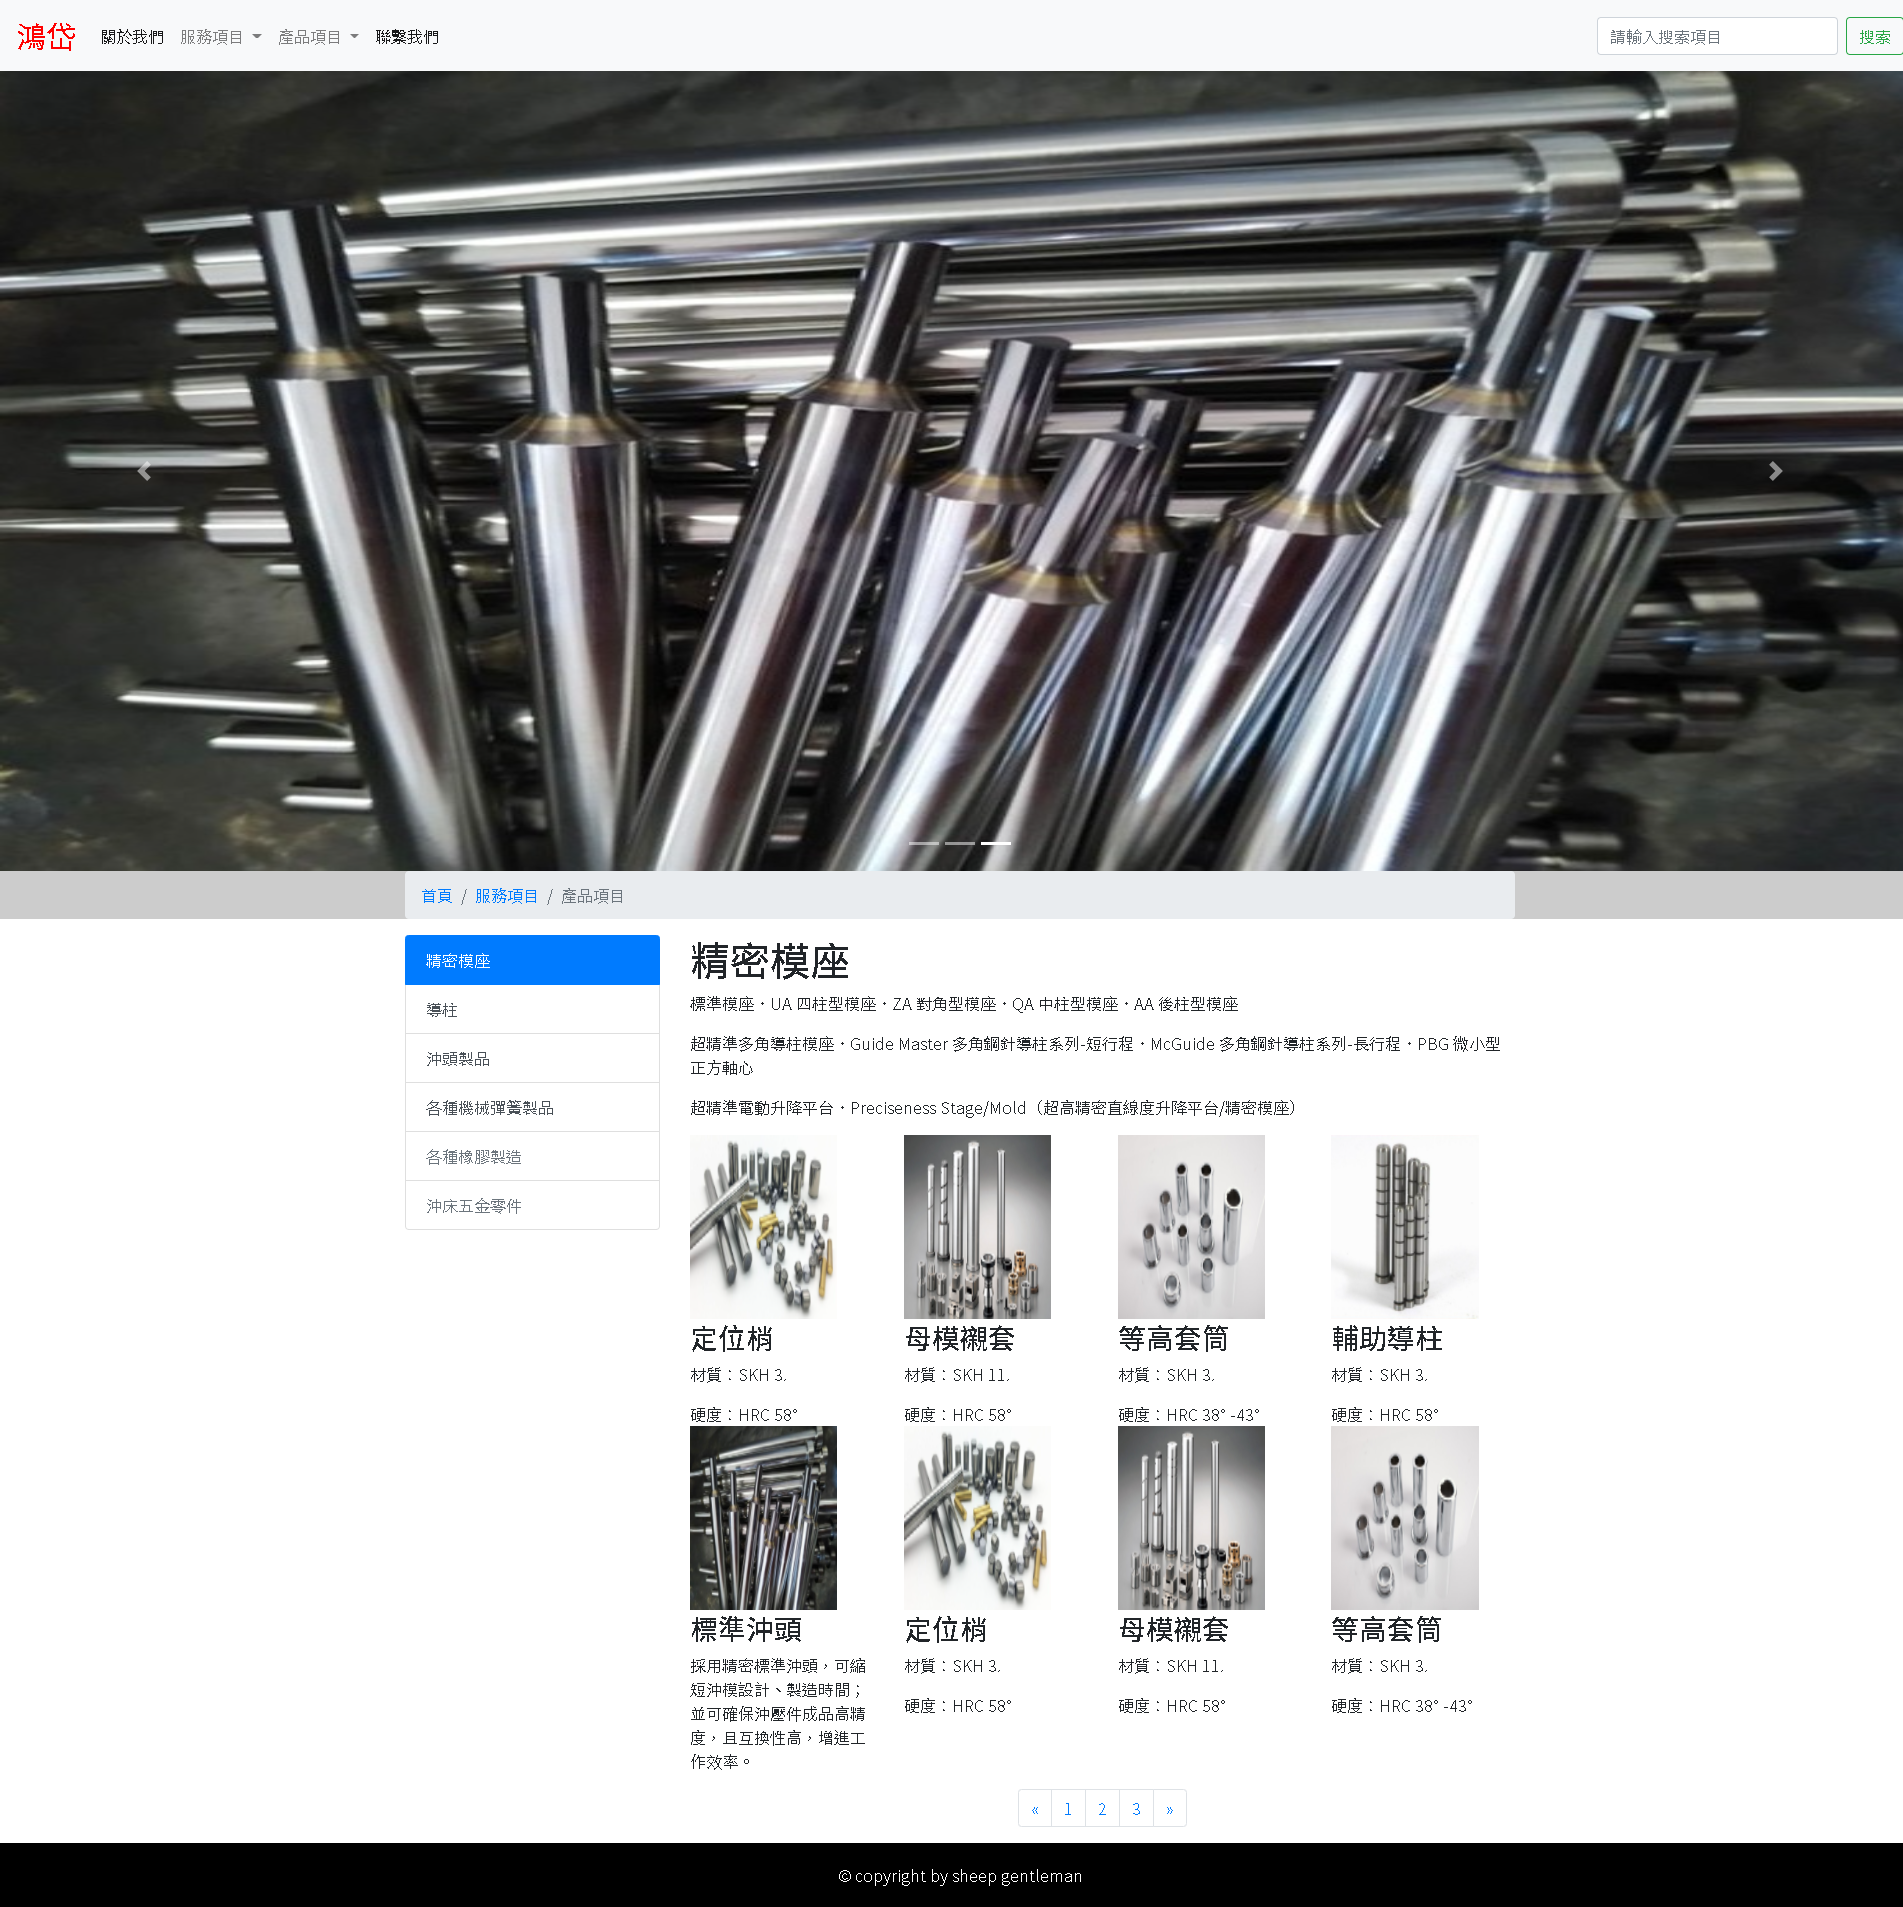 鴻岱 關於我們 服務項目 產品項目 聯繫我們 請輸入搜索項目 搜索
首頁 / 服務項目 / 產品項目
精密模座
導柱
沖頭製品
各種機械彈簧製品
各種橡膠製造
沖床五金零件
精密模座
標準模座・UA 四柱型模座・ZA 對角型模座・QA 中柱型模座・AA 後柱型模座
超精準多角導柱模座・Guide Master 多角鋼針導柱系列-短行程・McGuide 多角鋼針導柱系列-長行程・PBG 微小型
正方軸心
超精準電動升降平台・Preciseness Stage/Mold（超高精密直線度升降平台/精密模座）
定位梢
材質：SKH 3.
硬度：HRC 58°
母模襯套
材質：SKH 11.
硬度：HRC 58°
等高套筒
材質：SKH 3.
硬度：HRC 38° -43°
輔助導柱
材質：SKH 3.
硬度：HRC 58°
標準沖頭
採用精密標準沖頭，可縮
短沖模設計、製造時間；
並可確保沖壓件成品高精
度，且互換性高，增進工
作效率。
定位梢
材質：SKH 3.
硬度：HRC 58°
母模襯套
材質：SKH 11.
硬度：HRC 58°
等高套筒
材質：SKH 3.
硬度：HRC 38° -43°
« 1 2 3 »
© copyright by sheep gentleman